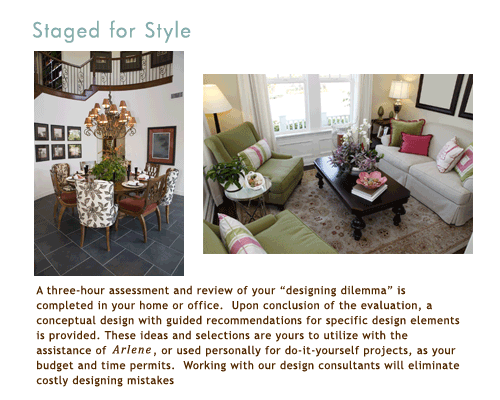 Staged for Style
A three-hour assessment and review of your “designing dilemma” is
completed in your home or office.  Upon conclusion of the evaluation, a
conceptual design with guided recommendations for specific design elements
is provided. These ideas and selections are yours to utilize with the
assistance of Arlene, or used personally for do-it-yourself projects, as your
budget and time permits.  Working with our design consultants will eliminate
costly designing mistakes